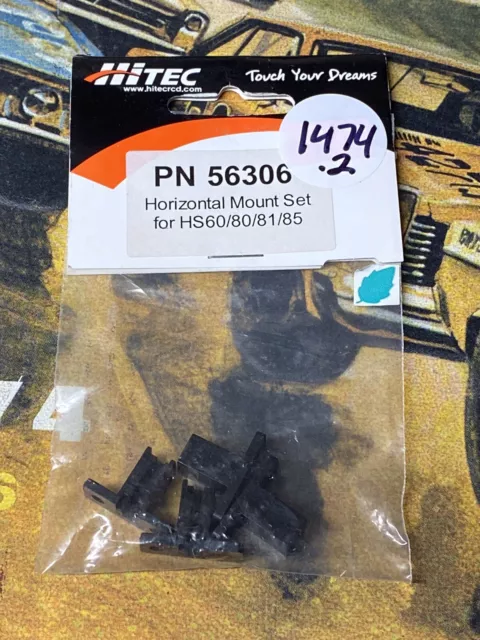 HiTEC
www.hitecrcd.com
Touch Your Dreams
1474
.2
PN 56306
Horizontal Mount Set
for HS60/80/81/85
74
s